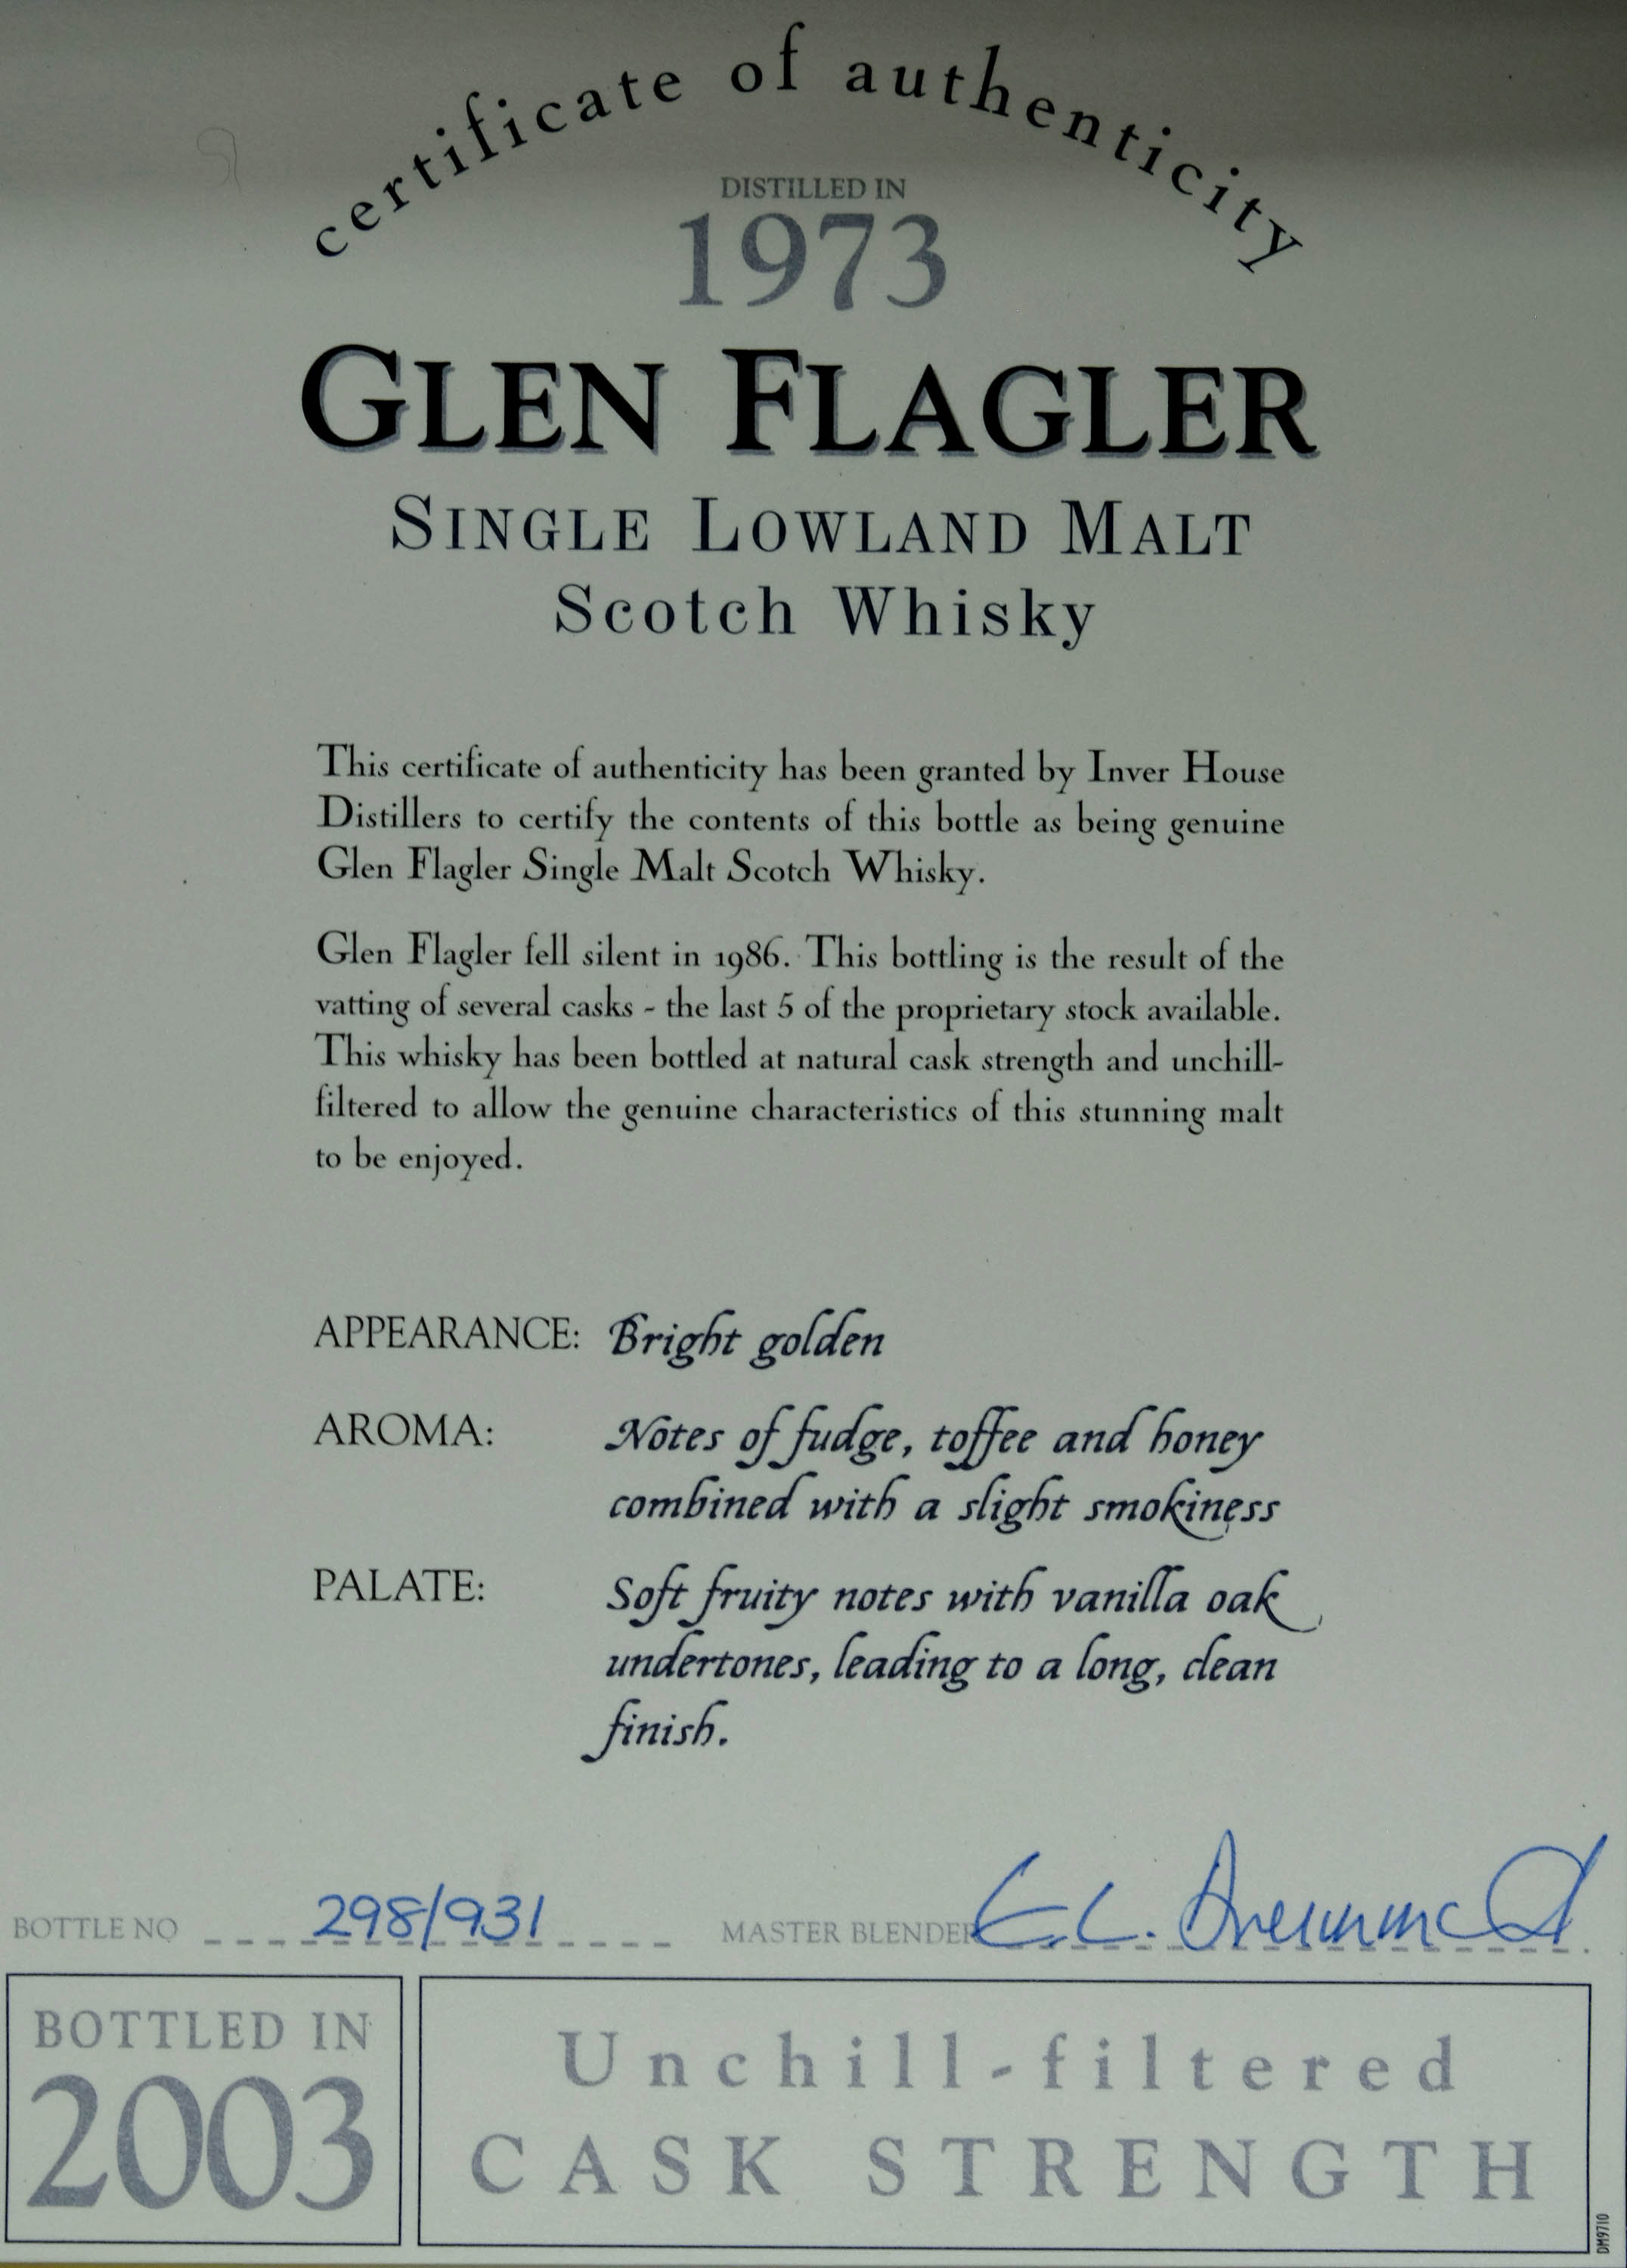 certificate of authenticity
DISTILLED IN
1973
GLEN FLAGLER
SINGLE LOWLAND MALT
Scotch Whisky
This certificate of authenticity has been granted by Inver House
Distillers to certify the contents of this bottle as being genuine
Glen Flagler Single Malt Scotch Whisky.
Glen Flagler fell silent in 1986. This bottling is the result of the
vatting of several casks - the last 5 of the proprietary stock available.
This whisky has been bottled at natural cask strength and unchill-
filtered to allow the genuine characteristics of this stunning malt
to be enjoyed.
APPEARANCE: Bright golden
AROMA: Notes of fudge, toffee and honey
combined with a slight smokiness
PALATE: Soft fruity notes with vanilla oak
undertones, leading to a long, clean
finish.
BOTTLE NO 298/931 MASTER BLENDER
BOTTLED IN
2003
Unchill-filtered
CASK STRENGTH
DM9710